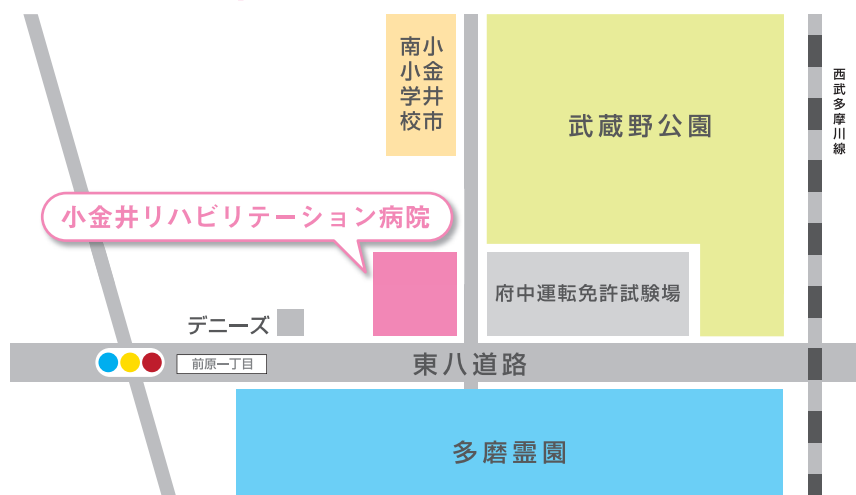 小金井市
南小学校
武蔵野公園
西武多摩川線
小金井リハビリテーション病院
府中運転免許試験場
デニーズ
前原一丁目
東八道路
多磨霊園